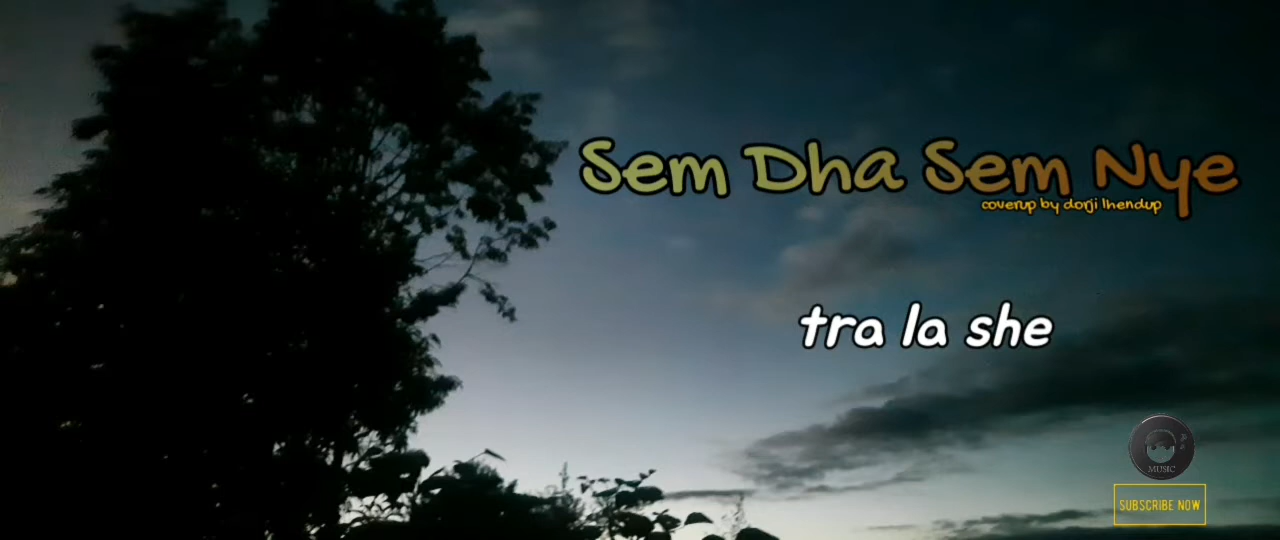 Sem Dha Sem Nye
coverup by dorji lhendup
tra la she
MUSIC
SUBSCRIBE NOW